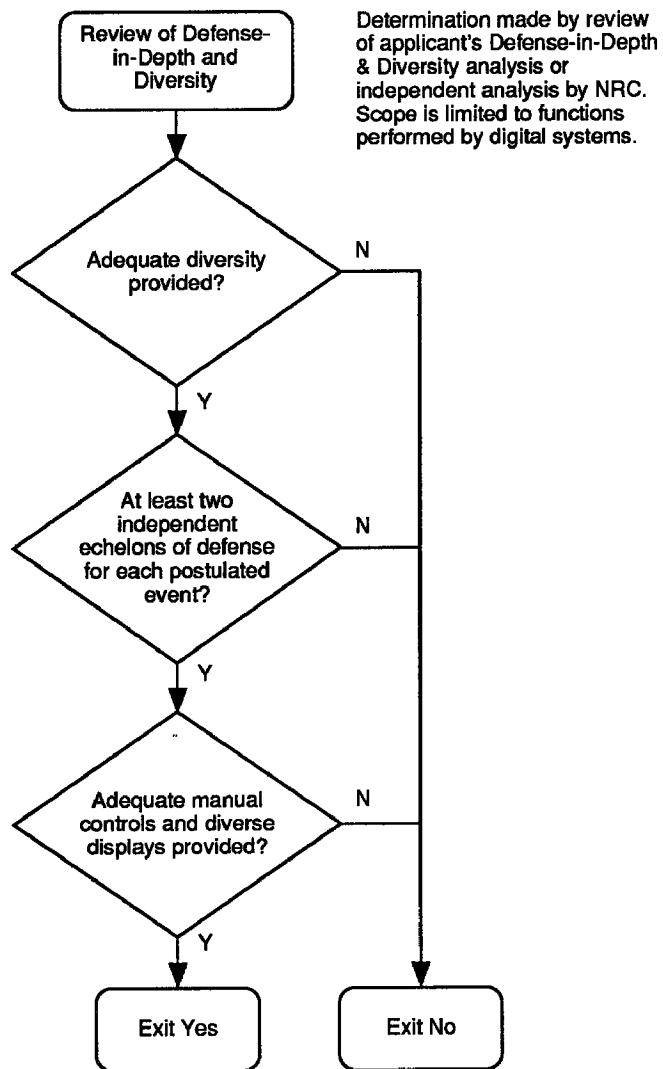 Review of Defense-
in-Depth and
Diversity
Determination made by review
of applicant's Defense-in-Depth
& Diversity analysis or
independent analysis by NRC.
Scope is limited to functions
performed by digital systems.
Adequate diversity
provided?
N
Y
At least two
independent
echelons of defense
for each postulated
event?
N
Y
Adequate manual
controls and diverse
displays provided?
N
Y
Exit Yes
Exit No